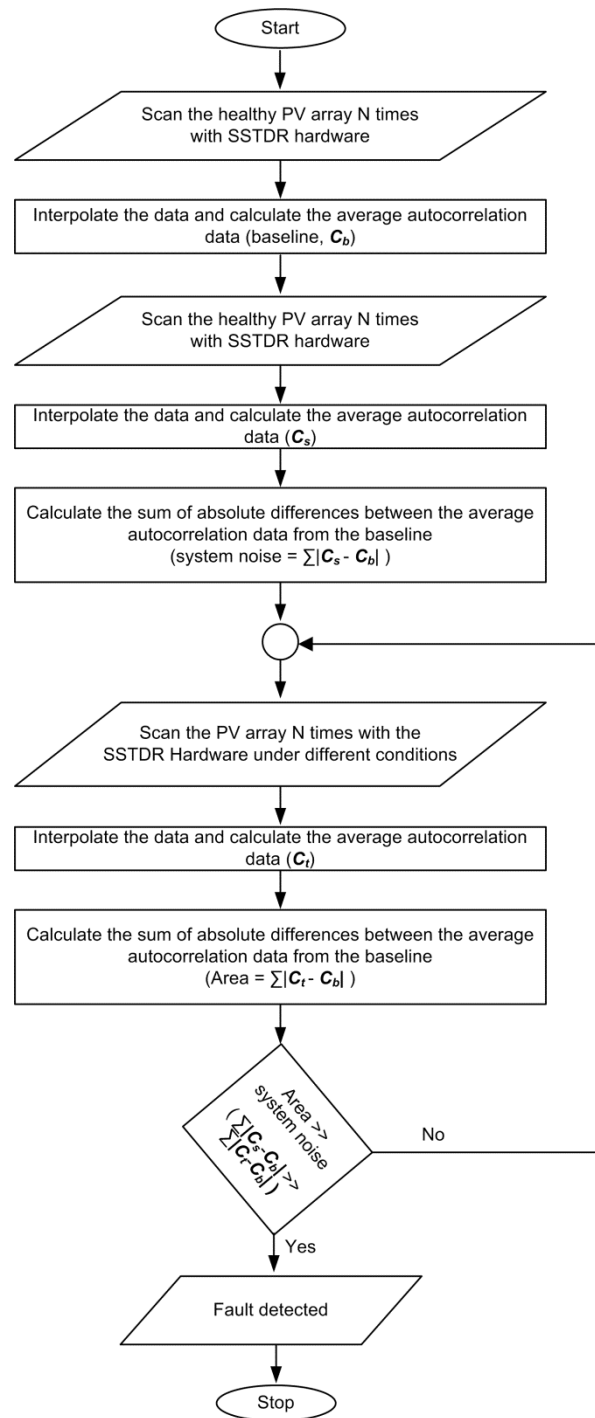 Start
Scan the healthy PV array N times
with SSTDR hardware
Interpolate the data and calculate the average autocorrelation
data (baseline, C_b)
Scan the healthy PV array N times
with SSTDR hardware
Interpolate the data and calculate the average autocorrelation
data (C_s)
Calculate the sum of absolute differences between the average
autocorrelation data from the baseline
(system noise = ∑|C_s - C_b| )
Scan the PV array N times with the
SSTDR Hardware under different conditions
Interpolate the data and calculate the average autocorrelation
data (C_t)
Calculate the sum of absolute differences between the average
autocorrelation data from the baseline
(Area = ∑|C_t - C_b| )
Area >>
system noise
( ∑|C_s-C_b| >>
∑|C_t-C_b| )
No
Yes
Fault detected
Stop